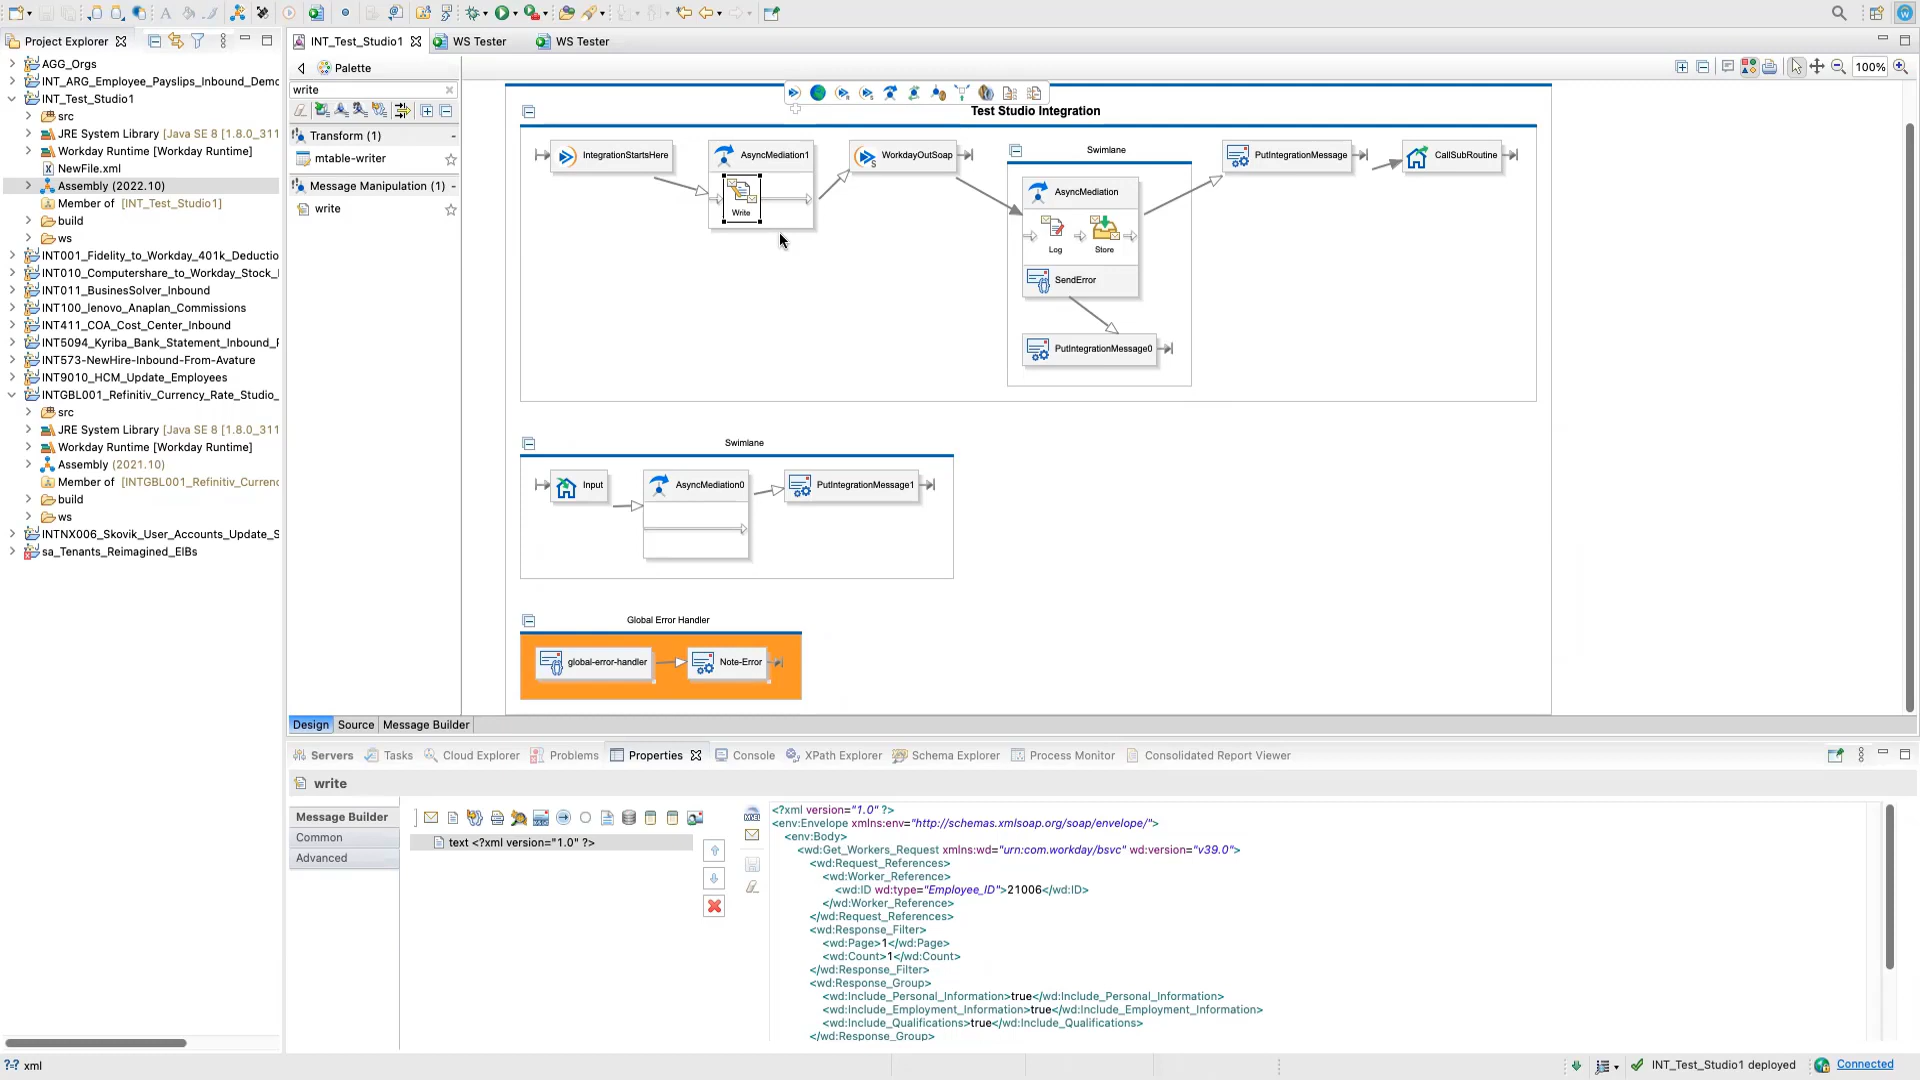 Project Explorer
AGG_Orgs
INT_ARG_Employee_Payslips_Inbound_Demo
INT_Test_Studio1
src
JRE System Library [Java SE 8 [1.8.0_311
Workday Runtime [Workday Runtime]
NewFile.xml
Assembly (2022.10)
Member of [INT_Test_Studio1]
build
ws
INT001_Fidelity_to_Workday_401k_Deductio
INT010_Computershare_to_Workday_Stock_
INT011_BusinesSolver_Inbound
INT100_lenovo_Anaplan_Commissions
INT411_COA_Cost_Center_Inbound
INT5094_Kyriba_Bank_Statement_Inbound_F
INT573-NewHire-Inbound-From-Avature
INT9010_HCM_Update_Employees
INTGBL001_Refinitiv_Currency_Rate_Studio_
src
JRE System Library [Java SE 8 [1.8.0_311
Workday Runtime [Workday Runtime]
Assembly (2021.10)
Member of [INTGBL001_Refinitiv_Currenc
build
ws
INTNX006_Skovik_User_Accounts_Update_S
sa_Tenants_Reimagined_EIBs
INT_Test_Studio1 WS Tester WS Tester
Palette
write
Transform (1) -
mtable-writer
Message Manipulation (1) -
write
100%
Test Studio Integration
IntegrationStartsHere
AsyncMediation1
Write
WorkdayOutSoap
Swimlane
AsyncMediation
Log
Store
SendError
PutIntegrationMessage0
PutIntegrationMessage
CallSubRoutine
Swimlane
Input
AsyncMediation0
PutIntegrationMessage1
Global Error Handler
global-error-handler
Note-Error
Design Source Message Builder
Servers Tasks Cloud Explorer Problems Properties Console XPath Explorer Schema Explorer Process Monitor Consolidated Report Viewer
write
Message Builder
Common
Advanced
text <?xml version="1.0" ?>
<?xml version="1.0" ?>
<env:Envelope xmlns:env="http://schemas.xmlsoap.org/soap/envelope/">
<env:Body>
<wd:Get_Workers_Request xmlns:wd="urn:com.workday/bsvc" wd:version="v39.0">
<wd:Request_References>
<wd:Worker_Reference>
<wd:ID wd:type="Employee_ID">21006</wd:ID>
</wd:Worker_Reference>
</wd:Request_References>
<wd:Response_Filter>
<wd:Page>1</wd:Page>
<wd:Count>1</wd:Count>
</wd:Response_Filter>
<wd:Response_Group>
<wd:Include_Personal_Information>true</wd:Include_Personal_Information>
<wd:Include_Employment_Information>true</wd:Include_Employment_Information>
<wd:Include_Qualifications>true</wd:Include_Qualifications>
</wd:Response_Group>
xml
INT_Test_Studio1 deployed
Connected